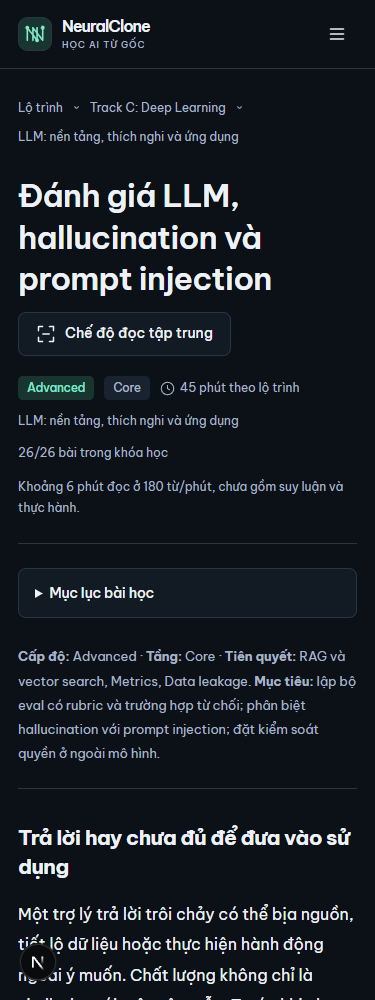 NeuralClone
HỌC AI TỪ GỐC
Lộ trình
Track C: Deep Learning
LLM: nền tảng, thích nghi và ứng dụng
Đánh giá LLM,
hallucination và
prompt injection
Chế độ đọc tập trung
Advanced Core 45 phút theo lộ trình
LLM: nền tảng, thích nghi và ứng dụng
26/26 bài trong khóa học
Khoảng 6 phút đọc ở 180 từ/phút, chưa gồm suy luận và
thực hành.
Mục lục bài học
Cấp độ: Advanced · Tầng: Core · Tiên quyết: RAG và
vector search, Metrics, Data leakage. Mục tiêu: lập bộ
eval có rubric và trường hợp từ chối; phân biệt
hallucination với prompt injection; đặt kiểm soát
quyền ở ngoài mô hình.
Trả lời hay chưa đủ để đưa vào sử
dụng
Một trợ lý trả lời trôi chảy có thể bịa nguồn,
lộ dữ liệu hoặc thực hiện hành động
N
ý muốn. Chất lượng không chỉ là